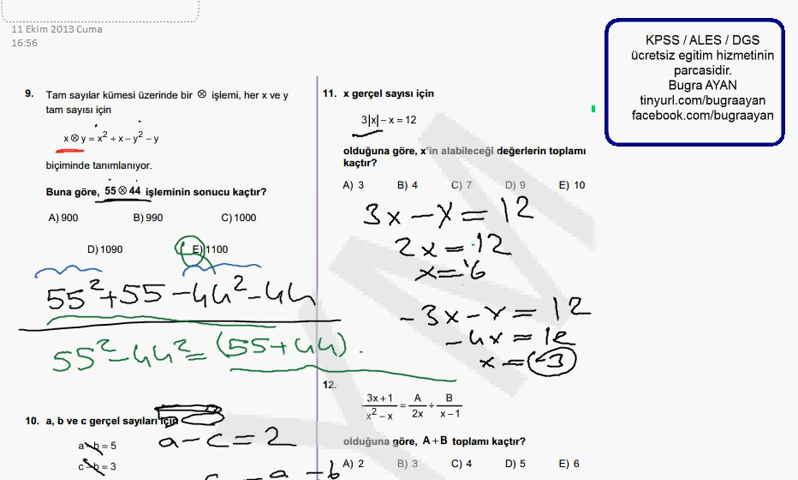 11 Ekim 2013 Cuma
16:56
KPSS / ALES / DGS
ücretsiz egitim hizmetinin
parcasidir.
Bugra AYAN
tinyurl.com/bugraayan
facebook.com/bugraayan
9. Tam sayılar kümesi üzerinde bir ⊗ işlemi, her x ve y
tam sayısı için
x⊗y = x² + x – y² – y
biçiminde tanımlanıyor.
Buna göre, 55⊗44 işleminin sonucu kaçtır?
A) 900 B) 990 C) 1000
D) 1090 E) 1100
55² + 55 - 44² - 44
55² - 44² = (55 + 44).
10. a, b ve c gerçel sayıları için
a – b = 5
c – b = 3
a - c = 2
11. x gerçel sayısı için
3|x| – x = 12
olduğuna göre, x'in alabileceği değerlerin toplamı
kaçtır?
A) 3 B) 4 C) 7 D) 9 E) 10
3x - x = 12
2x = 12
x = 6
-3x - x = 12
-4x = 12
x = -3
12.
3x+1 / x² – x = A / 2x + B / x – 1
olduğuna göre, A+B toplamı kaçtır?
A) 2 B) 3 C) 4 D) 5 E) 6